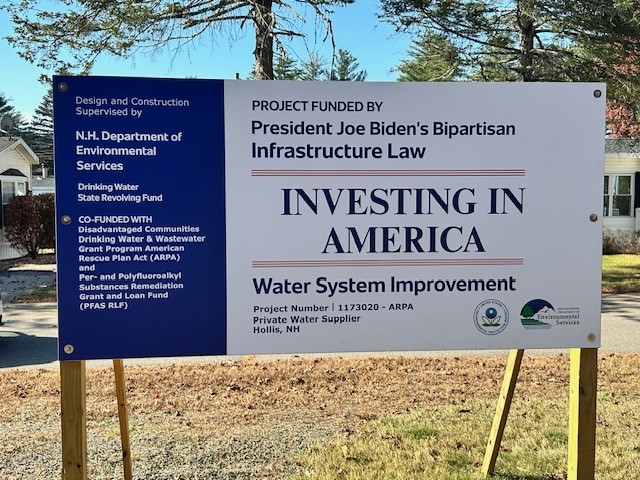 Design and Construction
Supervised by
N.H. Department of
Environmental
Services
Drinking Water
State Revolving Fund
CO-FUNDED WITH
Disadvantaged Communities
Drinking Water & Wastewater
Grant Program American
Rescue Plan Act (ARPA)
and
Per- and Polyfluoroalkyl
Substances Remediation
Grant and Loan Fund
(PFAS RLF)
PROJECT FUNDED BY
President Joe Biden's Bipartisan
Infrastructure Law
INVESTING IN
AMERICA
Water System Improvement
Project Number | 1173020 - ARPA
Private Water Supplier
Hollis, NH
Environmental
Services